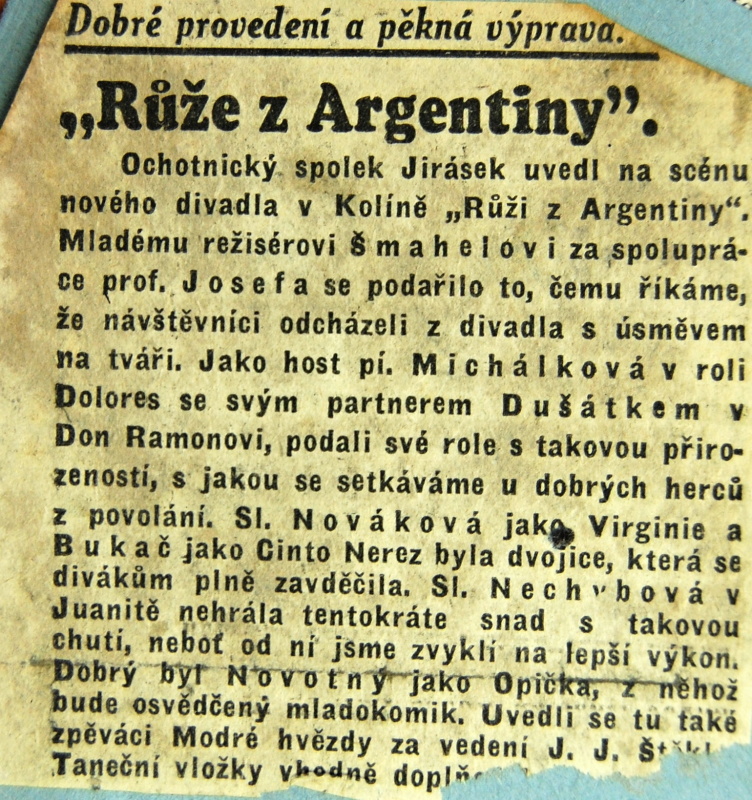 Dobré provedení a pěkná výprava.
„Růže z Argentiny”.
Ochotnický spolek Jirásek uvedl na scénu
nového divadla v Kolíně „Růži z Argentiny“.
Mladému režisérovi Šmahelovi za spoluprá-
ce prof. Josefa se podařilo to, čemu říkáme,
že návštěvníci odcházeli z divadla s úsměvem
na tváři. Jako host pí. Michálková v roli
Dolores se svým partnerem Dušátkem v
Don Ramonovi, podali své role s takovou přiro-
zeností, s jakou se setkáváme u dobrých herců
z povolání. Sl. Nováková jako Virginie a
Bukač jako Cinto Nerez byla dvojice, která se
divákům plně zavděčila. Sl. Nechybová v
Juanitě nehrála tentokráte snad s takovou
chutí, neboť od ní jsme zvyklí na lepší výkon.
Dobrý byl Novotný jako Opička, z něhož
bude osvědčený mladokomik. Uvedli se tu také
zpěváci Modré hvězdy za vedení J. J.
Taneční vložky vhodně